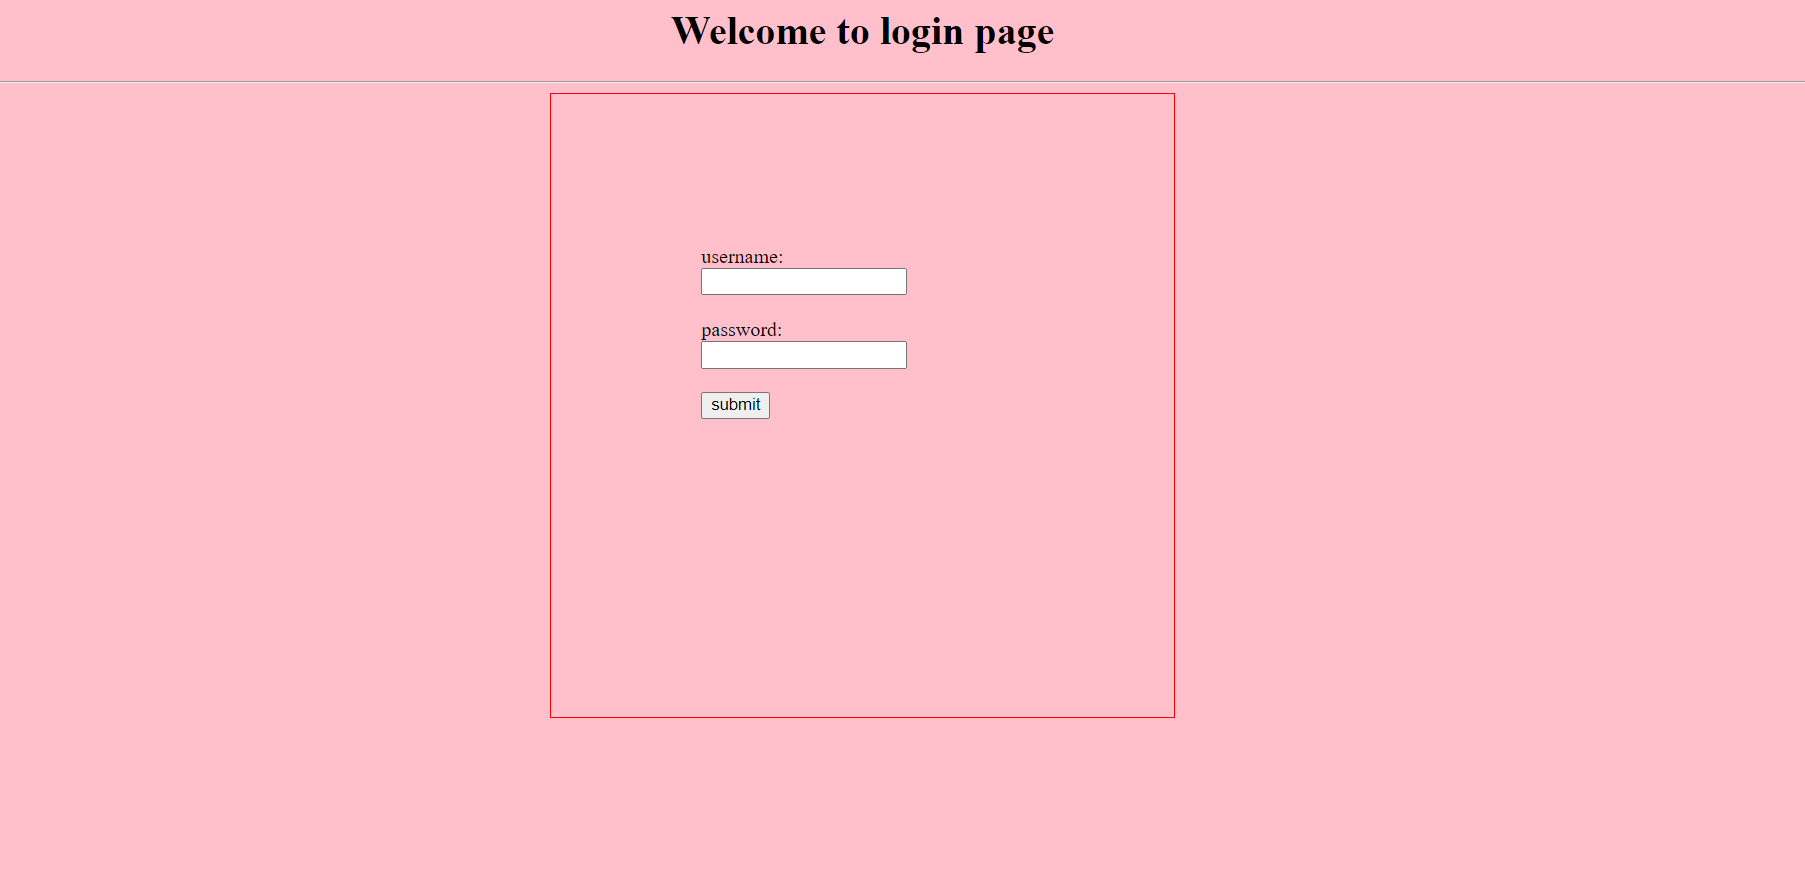 Welcome to login page
username:
password:
submit